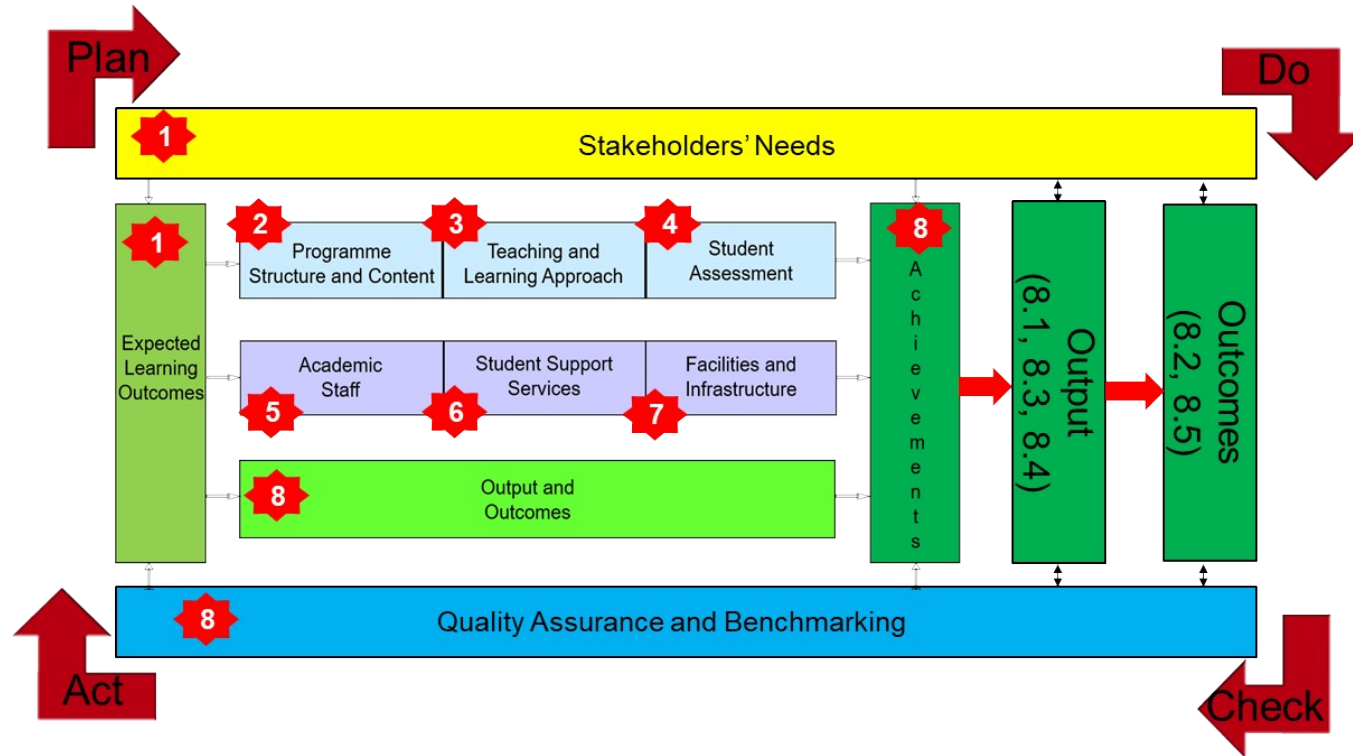 Plan
Do
1
Stakeholders' Needs
1
Expected
Learning
Outcomes
2
Programme
Structure and Content
3
Teaching and
Learning Approach
4
Student
Assessment
Academic
Staff
5
Student Support
Services
6
Facilities and
Infrastructure
7
8
Output and
Outcomes
8
Achievements
Output
(8.1, 8.3, 8.4)
Outcomes
(8.2, 8.5)
8
Quality Assurance and Benchmarking
Act
Check